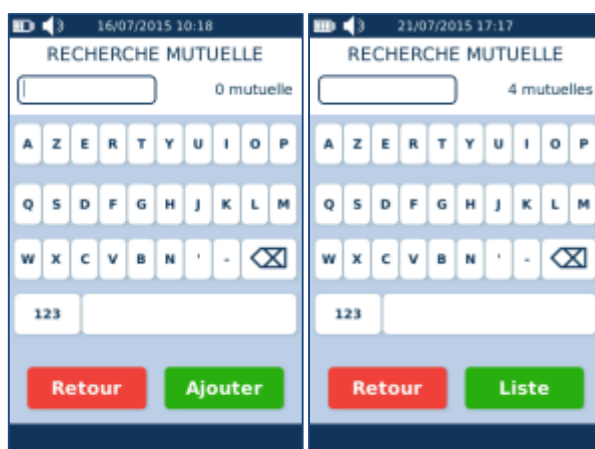 16/07/2015 10:18
RECHERCHE MUTUELLE
0 mutuelle
A Z E R T Y U I O P
Q S D F G H J K L M
W X C V B N ' -
123
Retour Ajouter
21/07/2015 17:17
RECHERCHE MUTUELLE
4 mutuelles
A Z E R T Y U I O P
Q S D F G H J K L M
W X C V B N ' -
123
Retour Liste